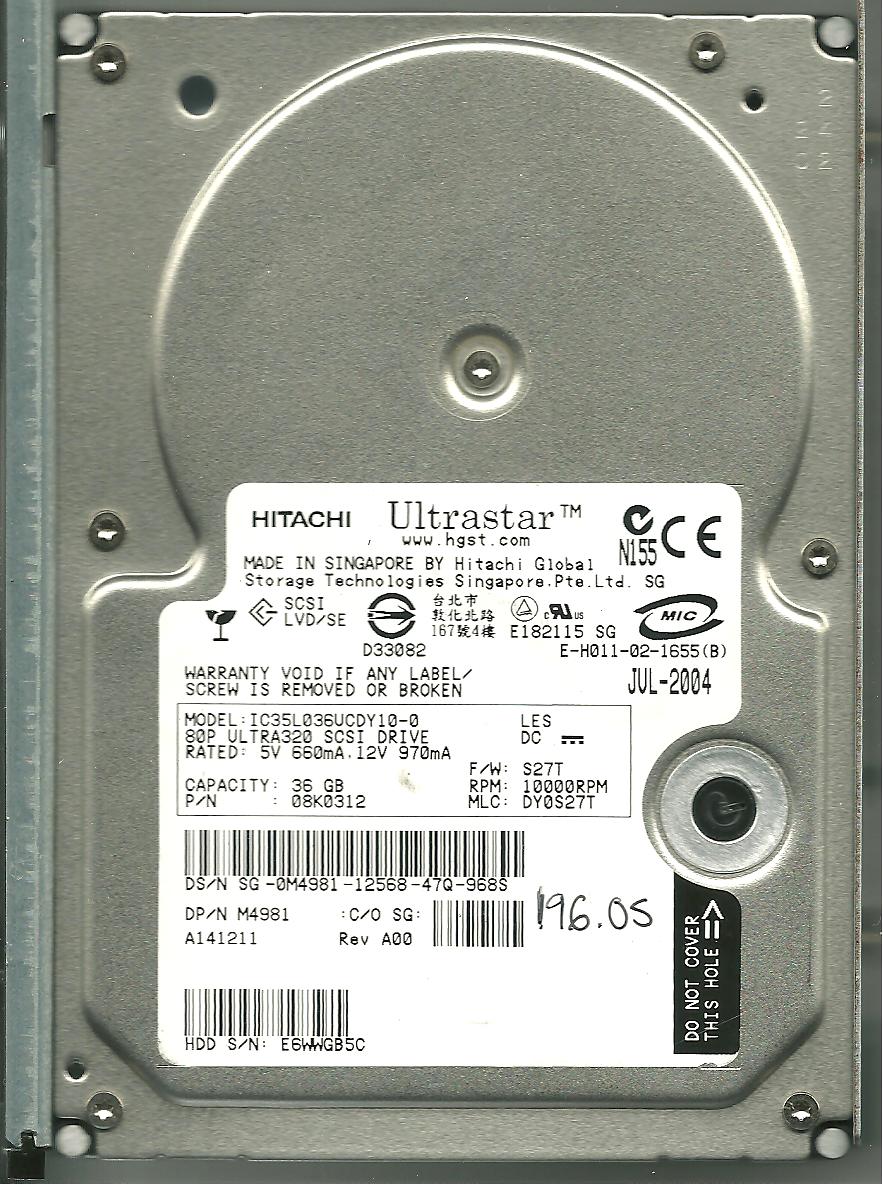 HITACHI Ultrastar™
www.hgst.com
N155 CE
MADE IN SINGAPORE BY Hitachi Global
Storage Technologies Singapore.Pte.Ltd. SG
SCSI
LVD/SE
D33082
台北市
敦化北路
167號4樓
c UR US
E182115 SG
MIC
E-H011-02-1655(B)
WARRANTY VOID IF ANY LABEL/
SCREW IS REMOVED OR BROKEN
JUL-2004
MODEL:IC35L036UCDY10-0 LES
80P ULTRA320 SCSI DRIVE DC
RATED: 5V 660mA.12V 970mA
F/W: S27T
CAPACITY: 36 GB RPM: 10000RPM
P/N : 08K0312 MLC: DY0S27T
DS/N SG-0M4981-12568-47Q-968S
DP/N M4981 :C/O SG:
A141211 Rev A00
196.05
DO NOT COVER
THIS HOLE =>
HDD S/N: E6WWGB5C